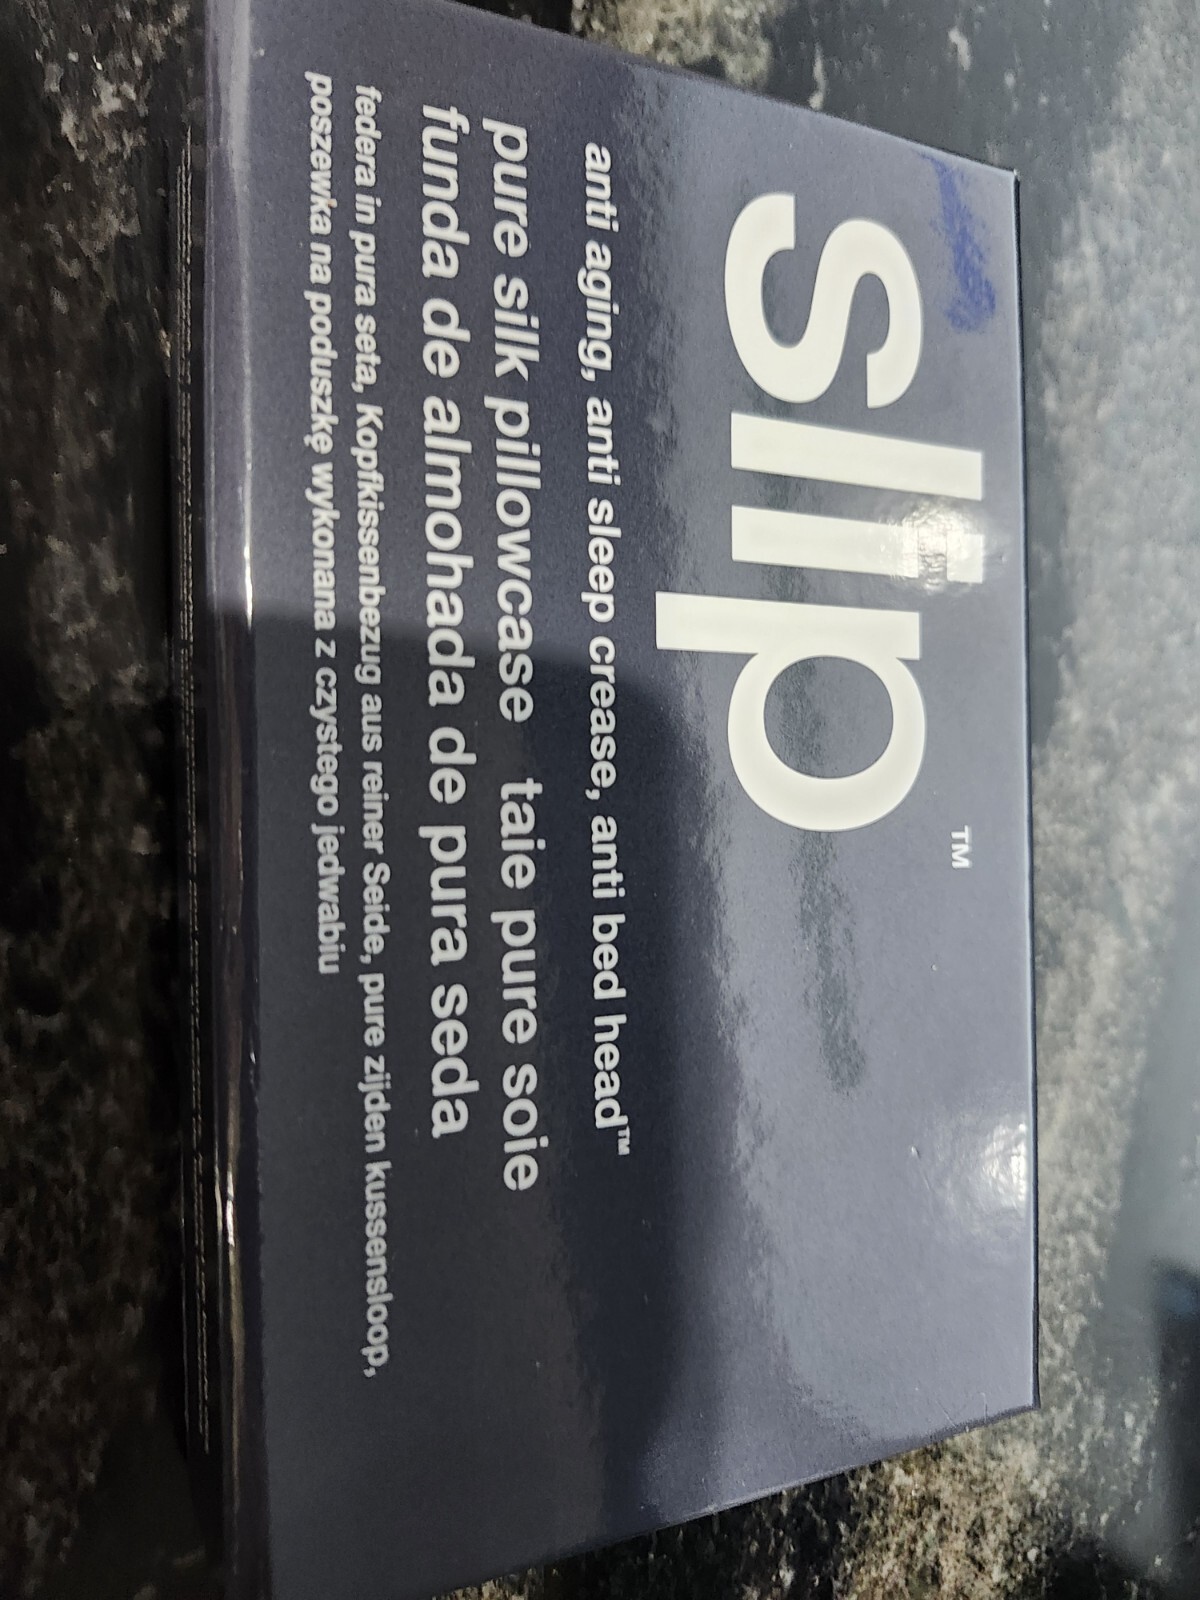 slip™
anti aging, anti sleep crease, anti bed head™
pure silk pillowcase taie pure soie
funda de almohada de pura seda
federa in pura seta, Kopfkissenbezug aus reiner Seide, pure zijden kussensloop,
poszewka na poduszkę wykonana z czystego jedwabiu